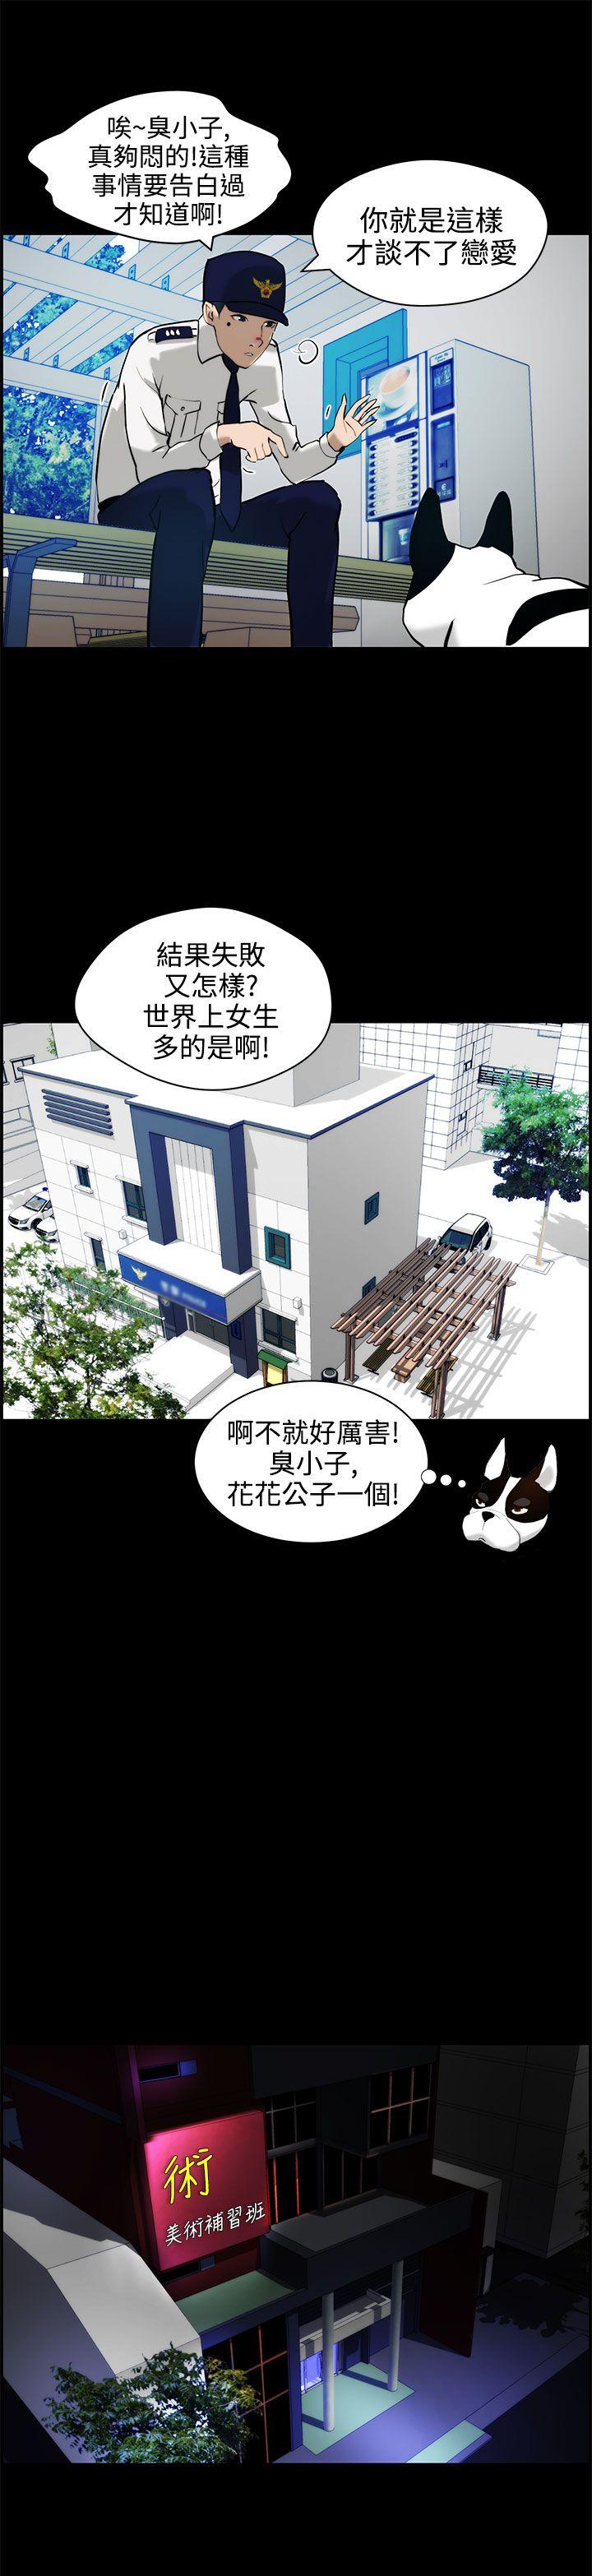 唉~臭小子,
真夠悶的!這種
事情要告白過
才知道啊!
你就是這樣
才談不了戀愛
結果失敗
又怎樣?
世界上女生
多的是啊!
啊不就好厲害!
臭小子,
花花公子一個!
術
美術補習班